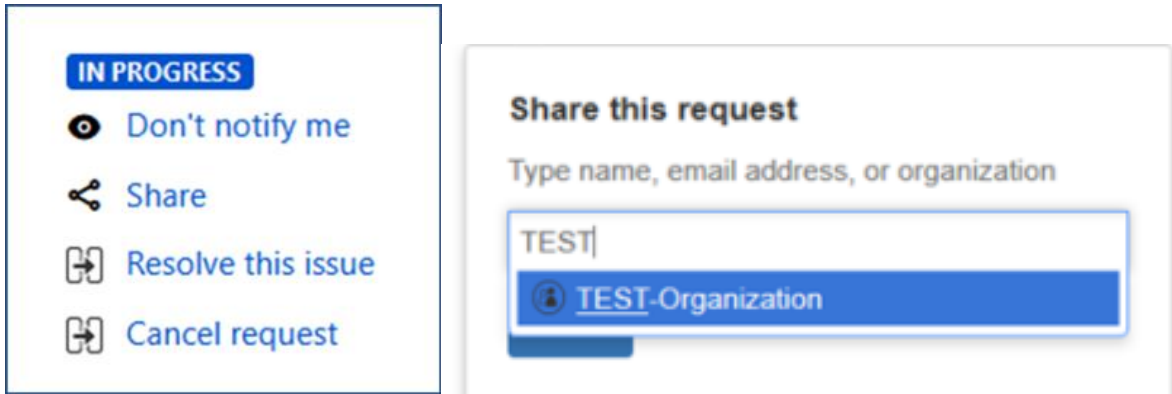 IN PROGRESS
Don't notify me
Share
Resolve this issue
Cancel request
Share this request
Type name, email address, or organization
TEST
TEST-Organization